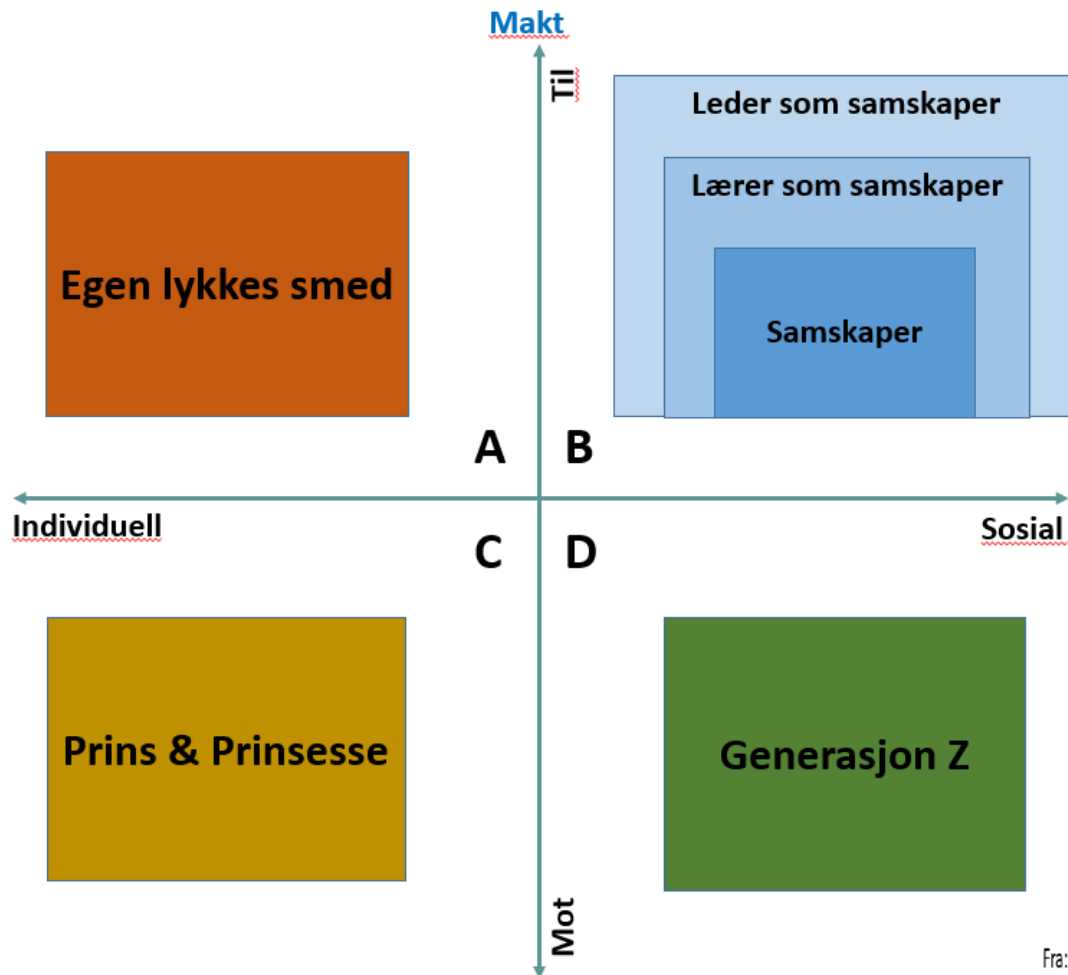 Makt
Til
Leder som samskaper
Lærer som samskaper
Egen lykkes smed
Samskaper
A
B
Individuell
Sosial
C
D
Prins & Prinsesse
Generasjon Z
Mot
Fra: